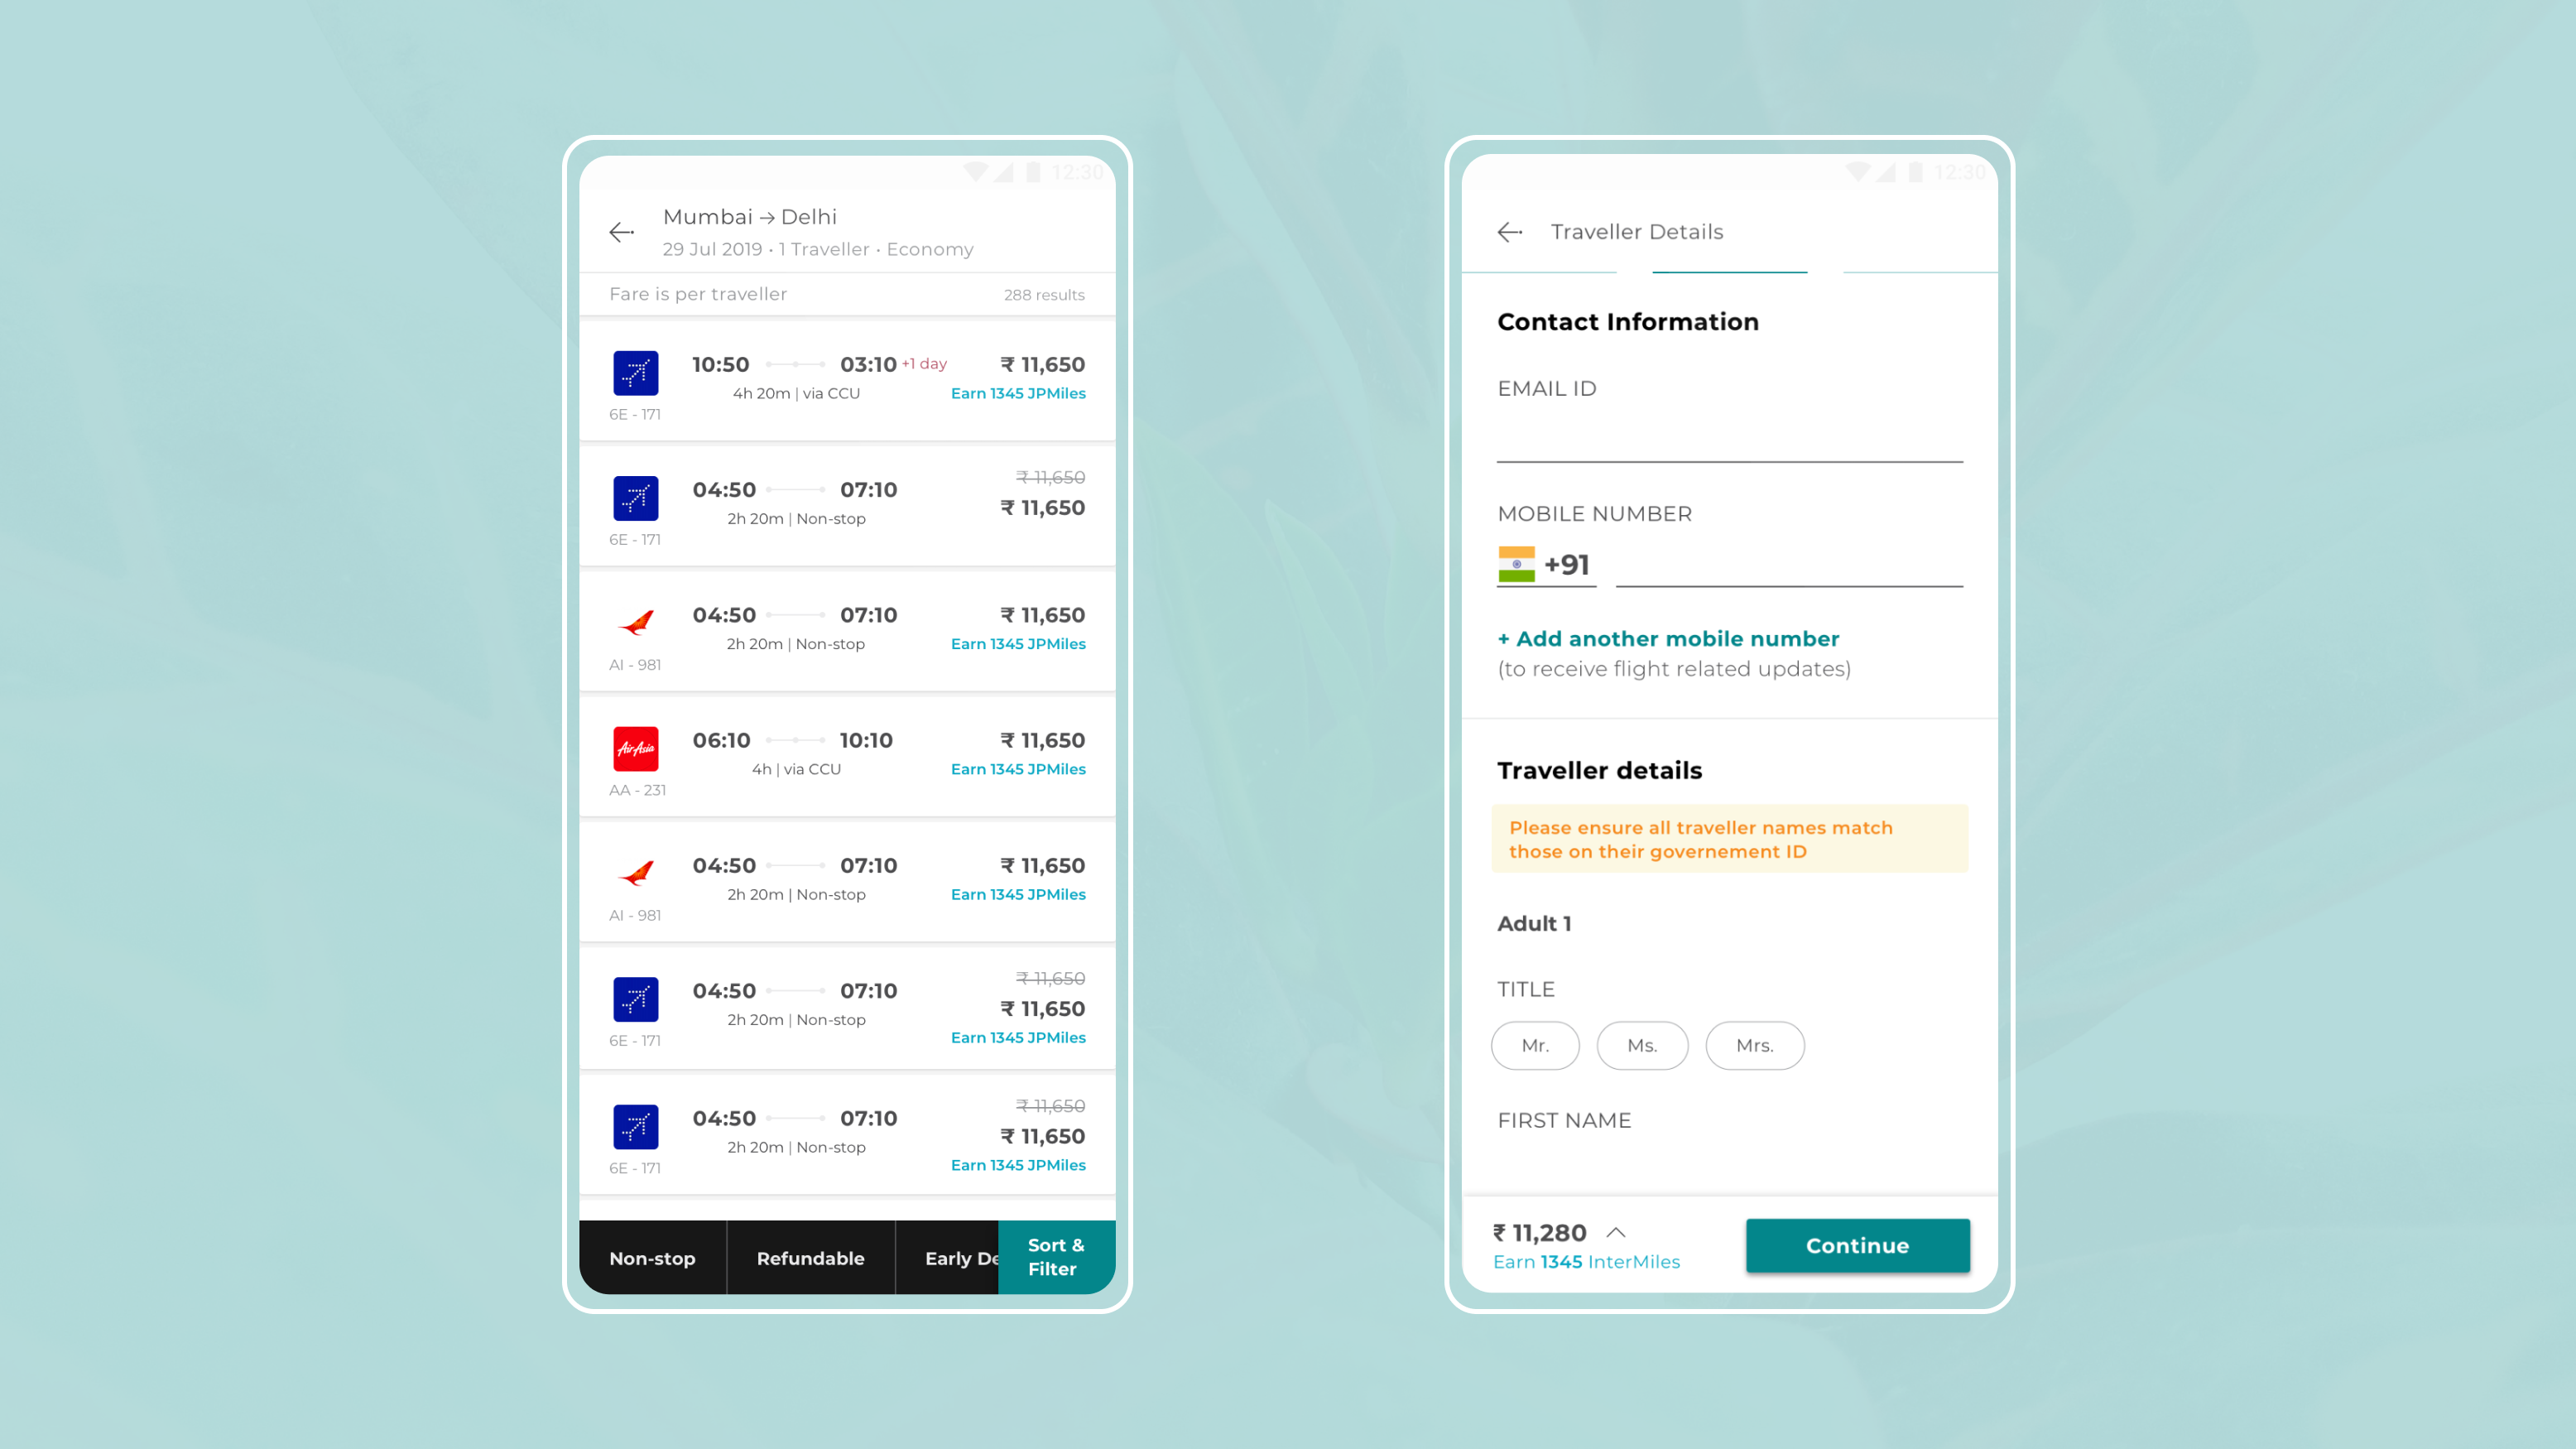 12:30
Mumbai → Delhi
29 Jul 2019 • 1 Traveller • Economy
Fare is per traveller
288 results
10:50 03:10 +1 day ₹ 11,650
4h 20m | via CCU Earn 1345 JPMiles
6E - 171
₹ 11,650
04:50 07:10 ₹ 11,650
2h 20m | Non-stop
6E - 171
04:50 07:10 ₹ 11,650
2h 20m | Non-stop Earn 1345 JPMiles
AI - 981
06:10 10:10 ₹ 11,650
AirAsia
4h | via CCU Earn 1345 JPMiles
AA - 231
04:50 07:10 ₹ 11,650
2h 20m | Non-stop Earn 1345 JPMiles
AI - 981
₹ 11,650
04:50 07:10 ₹ 11,650
2h 20m | Non-stop Earn 1345 JPMiles
6E - 171
₹ 11,650
04:50 07:10 ₹ 11,650
2h 20m | Non-stop Earn 1345 JPMiles
6E - 171
Non-stop
Refundable
Early De
Sort &
Filter
12:30
Traveller Details
Contact Information
EMAIL ID
MOBILE NUMBER
+91
+ Add another mobile number
(to receive flight related updates)
Traveller details
Please ensure all traveller names match
those on their governement ID
Adult 1
TITLE
Mr. Ms. Mrs.
FIRST NAME
₹ 11,280
Earn 1345 InterMiles
Continue